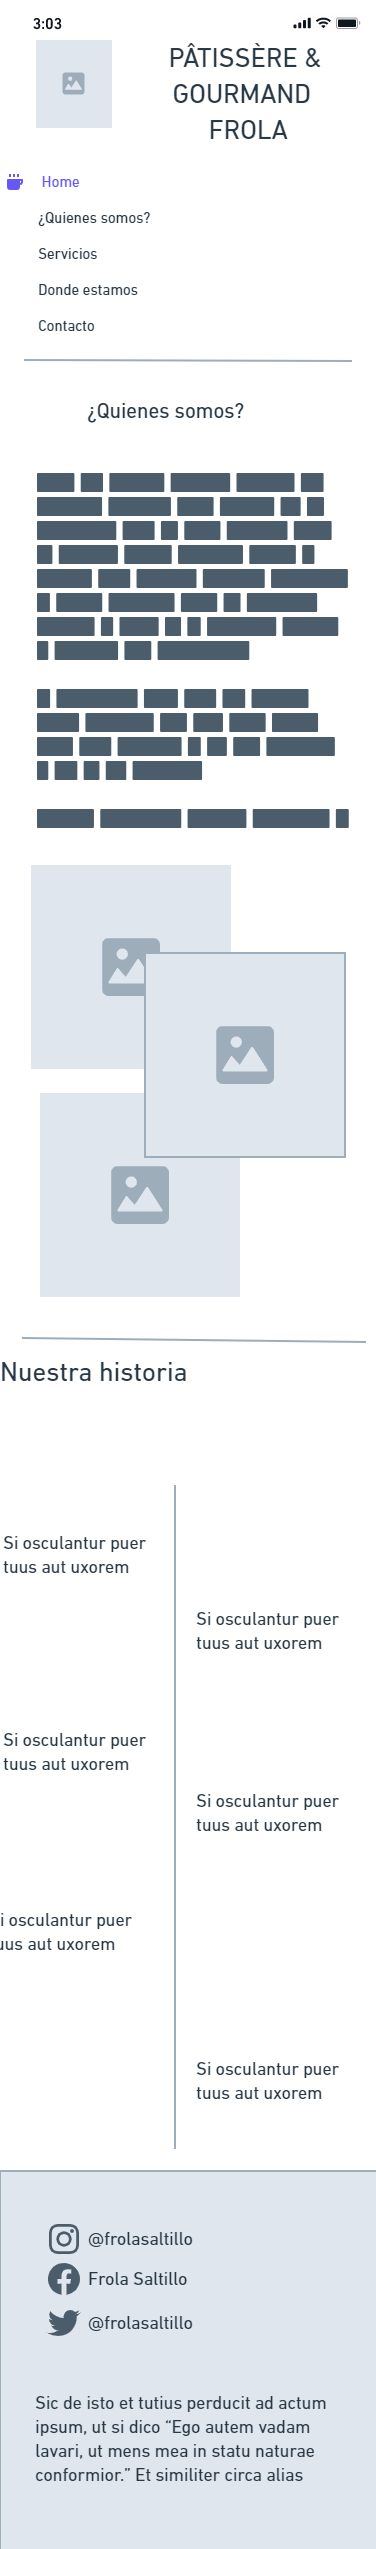 3:03
PÂTISSÈRE &
GOURMAND
FROLA
Home
¿Quienes somos?
Servicios
Donde estamos
Contacto
¿Quienes somos?
Nuestra historia
Si osculantur puer
tuus aut uxorem
Si osculantur puer
tuus aut uxorem
Si osculantur puer
tuus aut uxorem
Si osculantur puer
tuus aut uxorem
i osculantur puer
uus aut uxorem
Si osculantur puer
tuus aut uxorem
@frolasaltillo
Frola Saltillo
@frolasaltillo
Sic de isto et tutius perducit ad actum
ipsum, ut si dico “Ego autem vadam
lavari, ut mens mea in statu naturae
conformior.” Et similiter circa alias